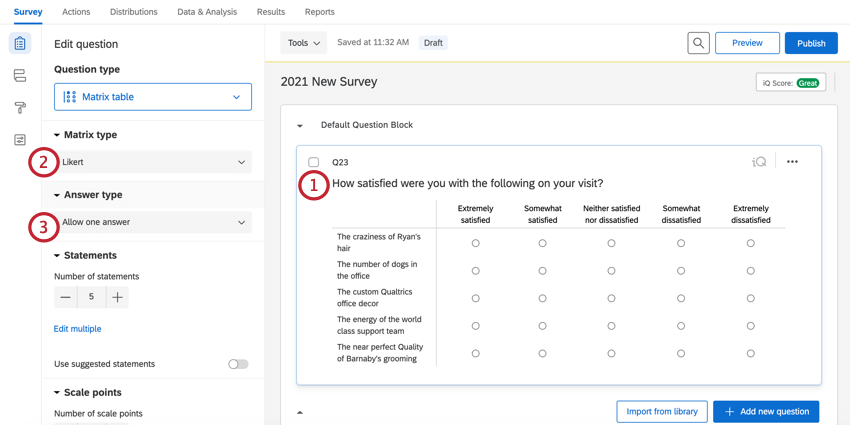 Survey Actions Distributions Data & Analysis Results Reports
Edit question
Question type
Matrix table
Matrix type
2 Likert
Answer type
3 Allow one answer
Statements
Number of statements
5
Edit multiple
Use suggested statements
Scale points
Number of scale points
Tools Saved at 11:32 AM Draft Preview Publish
2021 New Survey iQ Score: Great
Default Question Block
Q23 iQ
1 How satisfied were you with the following on your visit?
Extremely Somewhat Neither satisfied Somewhat Extremely
satisfied satisfied nor dissatisfied dissatisfied dissatisfied
The craziness of Ryan's
hair
The number of dogs in
the office
The custom Qualtrics
office decor
The energy of the world
class support team
The near perfect Quality
of Barnaby's grooming
Import from library + Add new question